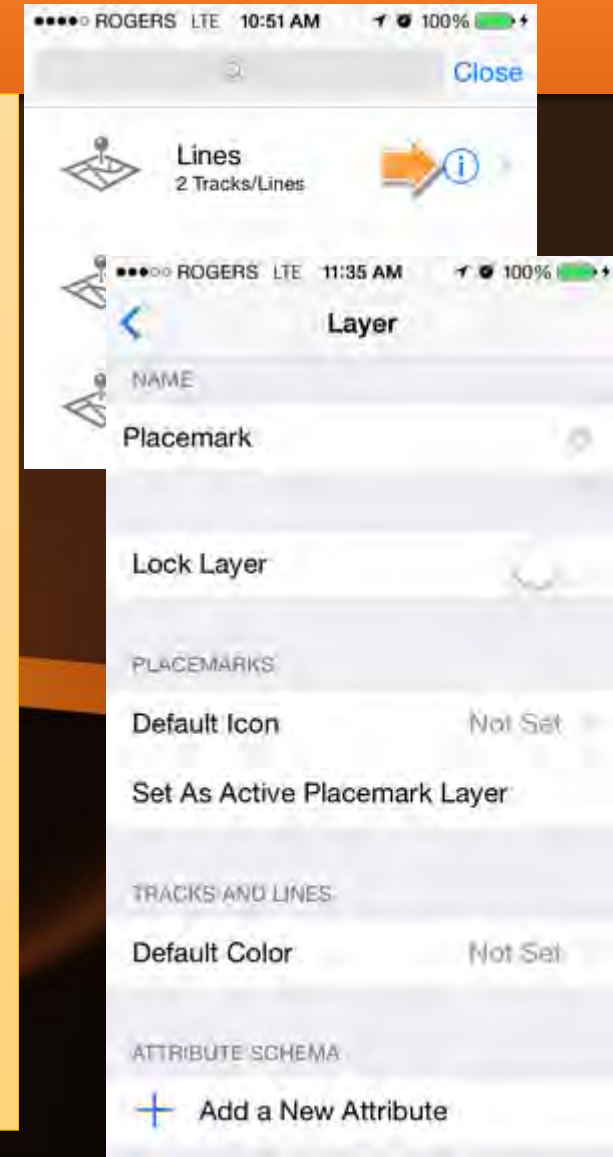 ROGERS LTE 10:51 AM 100%
Close
Lines
2 Tracks/Lines
ROGERS LTE 11:35 AM 100%
Layer
NAME
Placemark
Lock Layer
PLACEMARKS
Default Icon Not Set
Set As Active Placemark Layer
TRACKS AND LINES
Default Color Not Set
ATTRIBUTE SCHEMA
+ Add a New Attribute